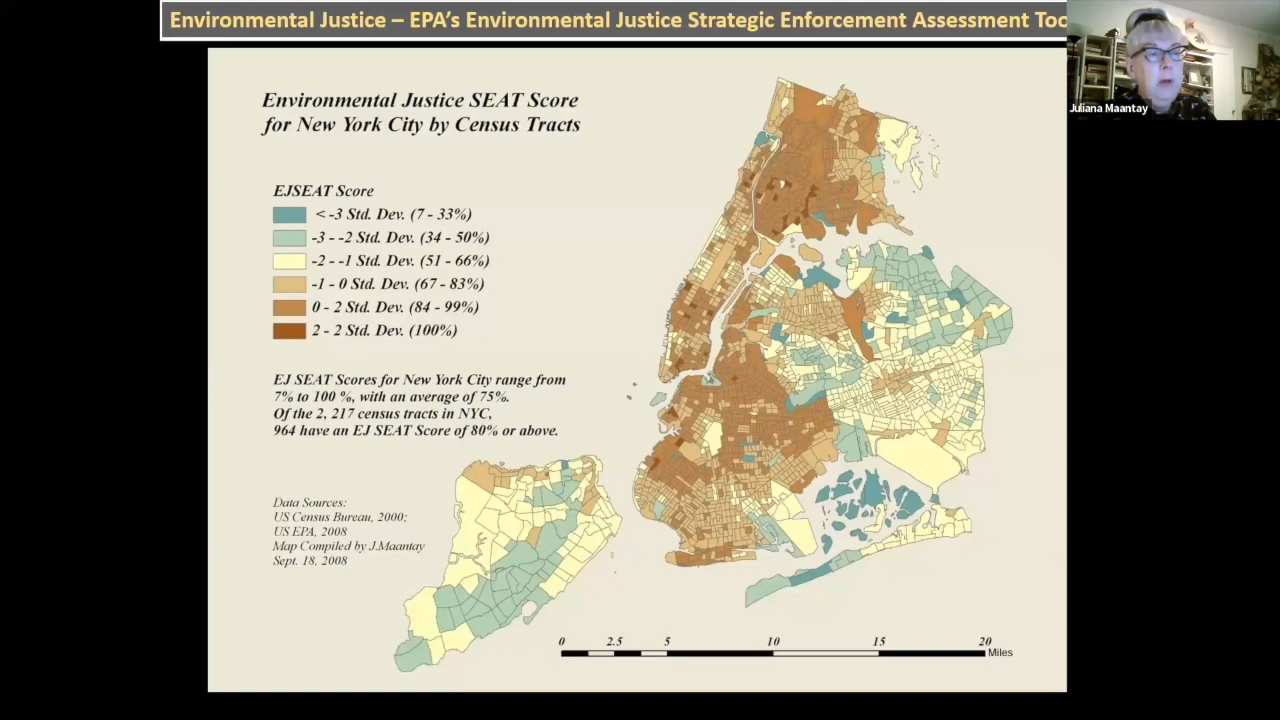 Environmental Justice – EPA's Environmental Justice Strategic Enforcement Assessment Too
Juliana Maantay
Environmental Justice SEAT Score
for New York City by Census Tracts
EJSEAT Score
< -3 Std. Dev. (7 - 33%)
-3 - -2 Std. Dev. (34 - 50%)
-2 - -1 Std. Dev. (51 - 66%)
-1 - 0 Std. Dev. (67 - 83%)
0 - 2 Std. Dev. (84 - 99%)
2 - 2 Std. Dev. (100%)
EJ SEAT Scores for New York City range from
7% to 100 %, with an average of 75%.
Of the 2, 217 census tracts in NYC,
964 have an EJ SEAT Score of 80% or above.
Data Sources:
US Census Bureau, 2000;
US EPA, 2008
Map Compiled by J.Maantay
Sept. 18, 2008
0 2.5 5 10 15 20
Miles